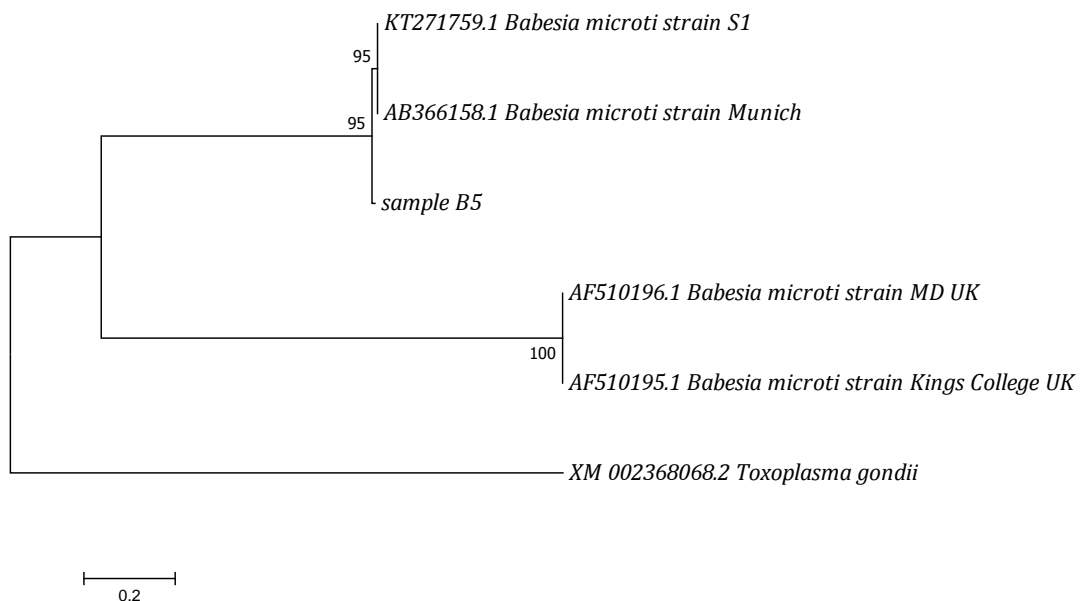 KT271759.1 Babesia microti strain S1
95
AB366158.1 Babesia microti strain Munich
95
sample B5
AF510196.1 Babesia microti strain MD UK
100
AF510195.1 Babesia microti strain Kings College UK
XM 002368068.2 Toxoplasma gondii
0.2